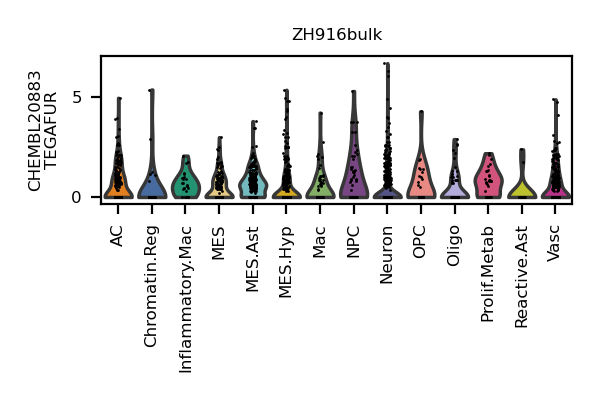 ZH916bulk
CHEMBL20883
TEGAFUR
5
0
AC
Chromatin.Reg
Inflammatory.Mac
MES
MES.Ast
MES.Hyp
Mac
NPC
Neuron
OPC
Oligo
Prolif.Metab
Reactive.Ast
Vasc